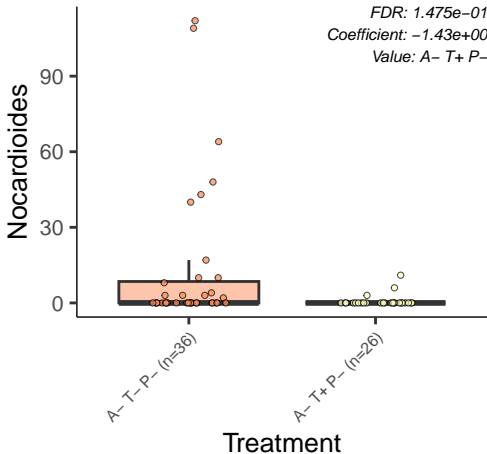 FDR: 1.475e−01
Coefficient: −1.43e+00
Value: A− T+ P−
Nocardioides
90
60
30
0
A− T− P− (n=36)
A− T+ P− (n=26)
Treatment